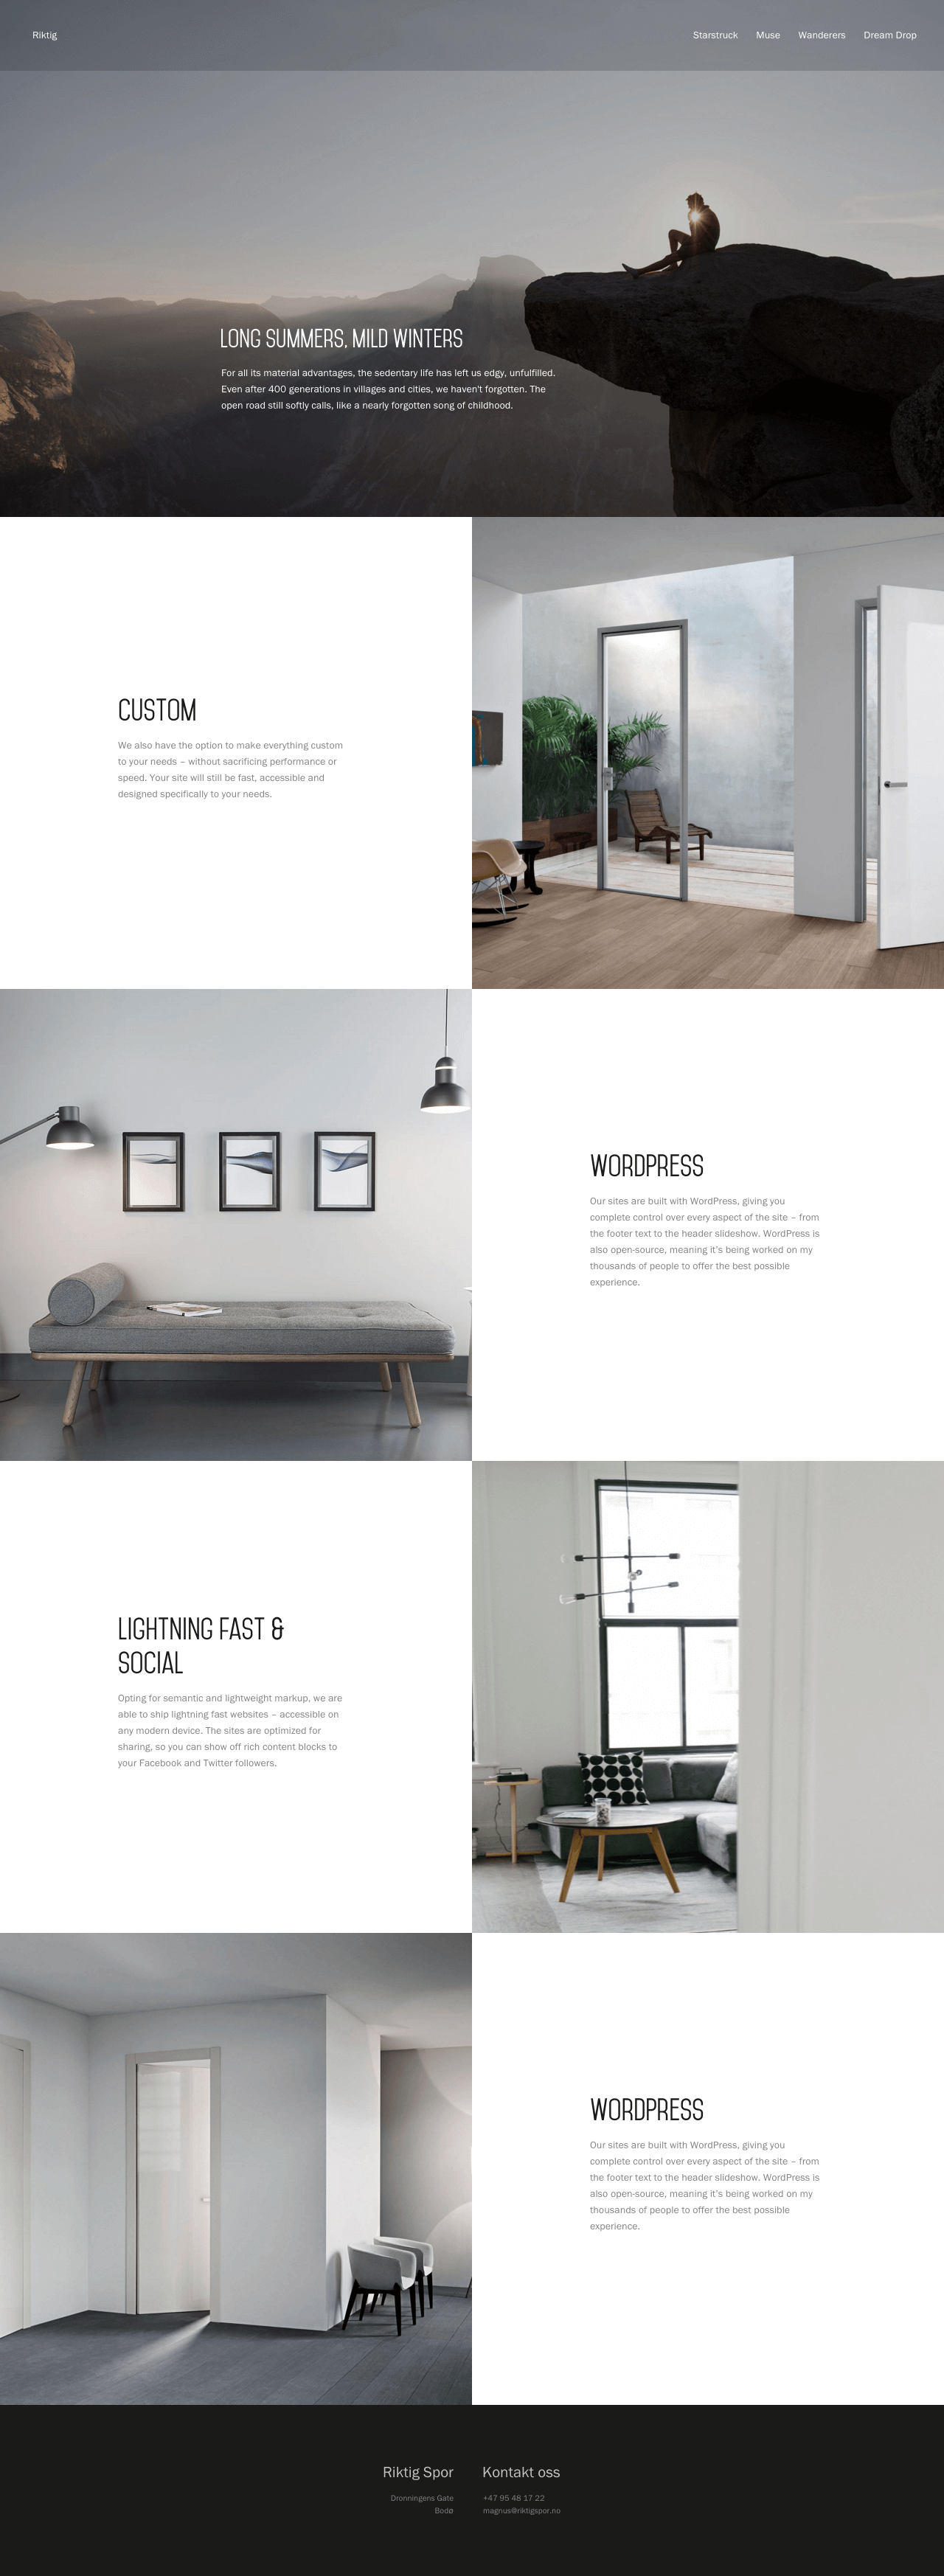 Riktig
Starstruck Muse Wanderers Dream Drop
LONG SUMMERS, MILD WINTERS
For all its material advantages, the sedentary life has left us edgy, unfulfilled.
Even after 400 generations in villages and cities, we haven't forgotten. The
open road still softly calls, like a nearly forgotten song of childhood.
CUSTOM
We also have the option to make everything custom
to your needs – without sacrificing performance or
speed. Your site will still be fast, accessible and
designed specifically to your needs.
WORDPRESS
Our sites are built with WordPress, giving you
complete control over every aspect of the site – from
the footer text to the header slideshow. WordPress is
also open-source, meaning it's being worked on my
thousands of people to offer the best possible
experience.
LIGHTNING FAST &
SOCIAL
Opting for semantic and lightweight markup, we are
able to ship lightning fast websites – accessible on
any modern device. The sites are optimized for
sharing, so you can show off rich content blocks to
your Facebook and Twitter followers.
WORDPRESS
Our sites are built with WordPress, giving you
complete control over every aspect of the site – from
the footer text to the header slideshow. WordPress is
also open-source, meaning it's being worked on my
thousands of people to offer the best possible
experience.
Riktig Spor
Dronningens Gate
Bodø
Kontakt oss
+47 95 48 17 22
magnus@riktigspor.no